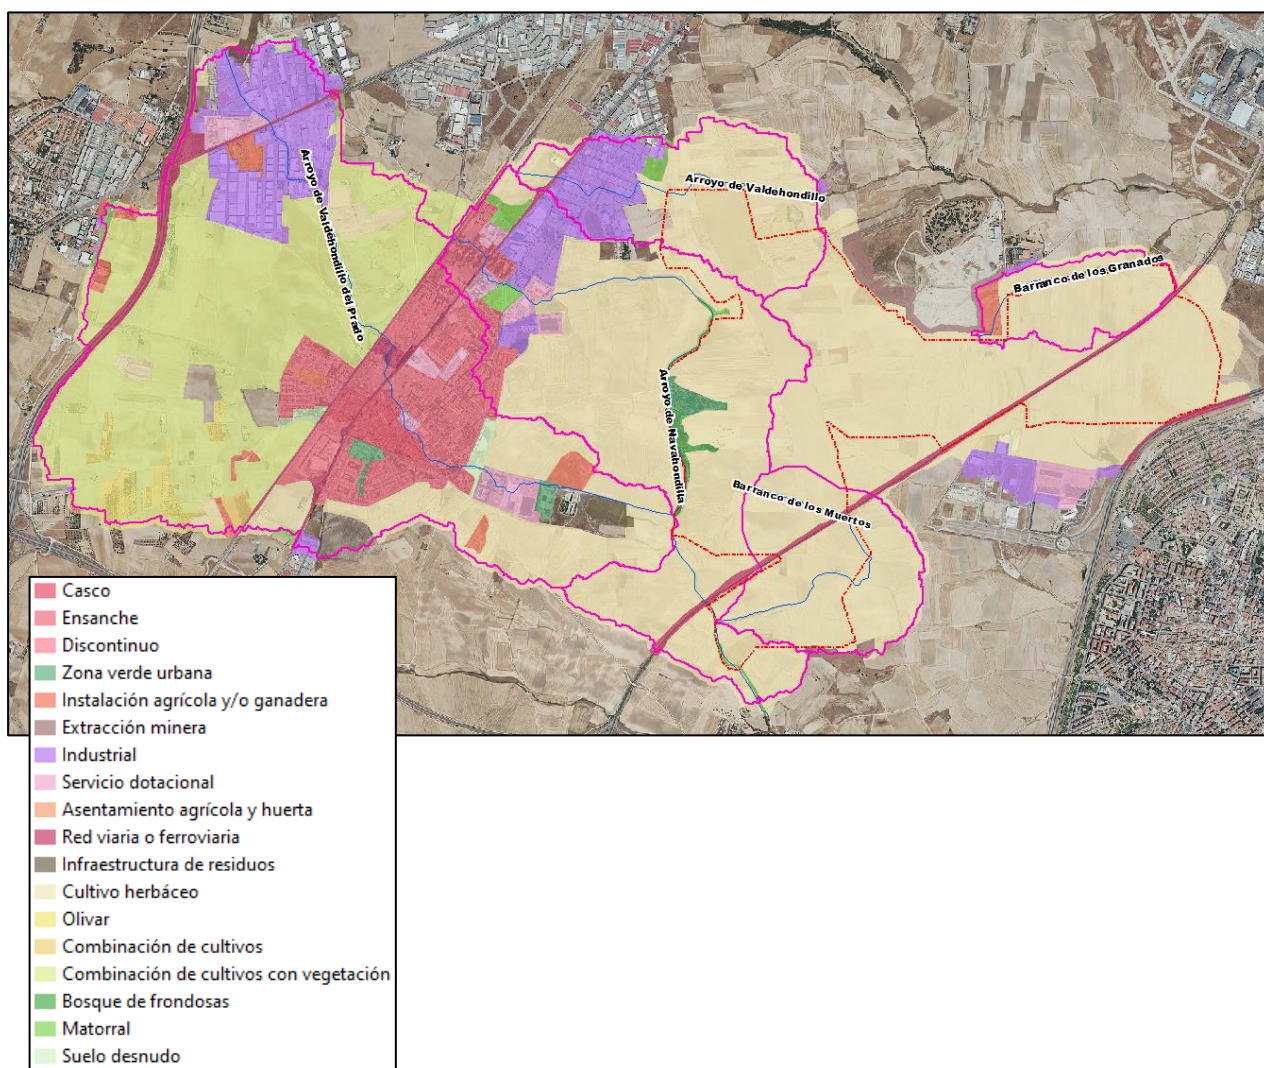 Arroyo de Valdehondillo del Prado
Arroyo de Valdehondillo
Barranco de los Granados
Arroyo de Navahondilla
Barranco de los Muertos
Casco
Ensanche
Discontinuo
Zona verde urbana
Instalación agrícola y/o ganadera
Extracción minera
Industrial
Servicio dotacional
Asentamiento agrícola y huerta
Red viaria o ferroviaria
Infraestructura de residuos
Cultivo herbáceo
Olivar
Combinación de cultivos
Combinación de cultivos con vegetación
Bosque de frondosas
Matorral
Suelo desnudo